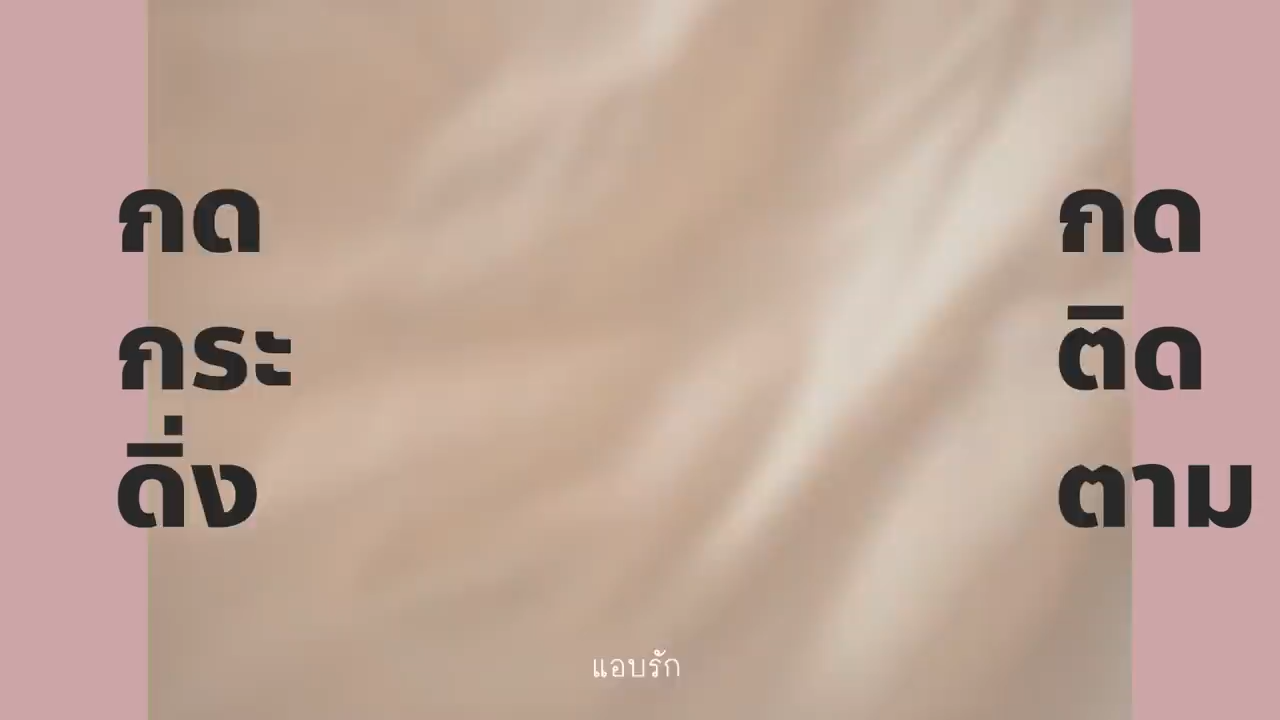 กด
กระ
ดิ่ง
กด
ติด
ตาม
แอบรัก